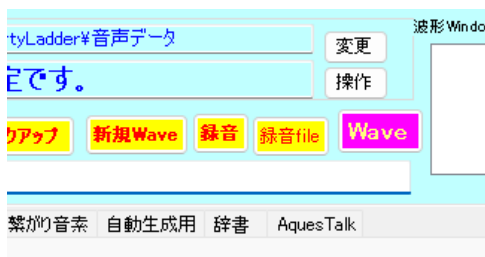 tyLadder¥音声データ
変更
波形Windo
定です。
操作
クアップ 新規Wave 録音 録音file Wave
繋がり音素 自動生成用 辞書 AquesTalk